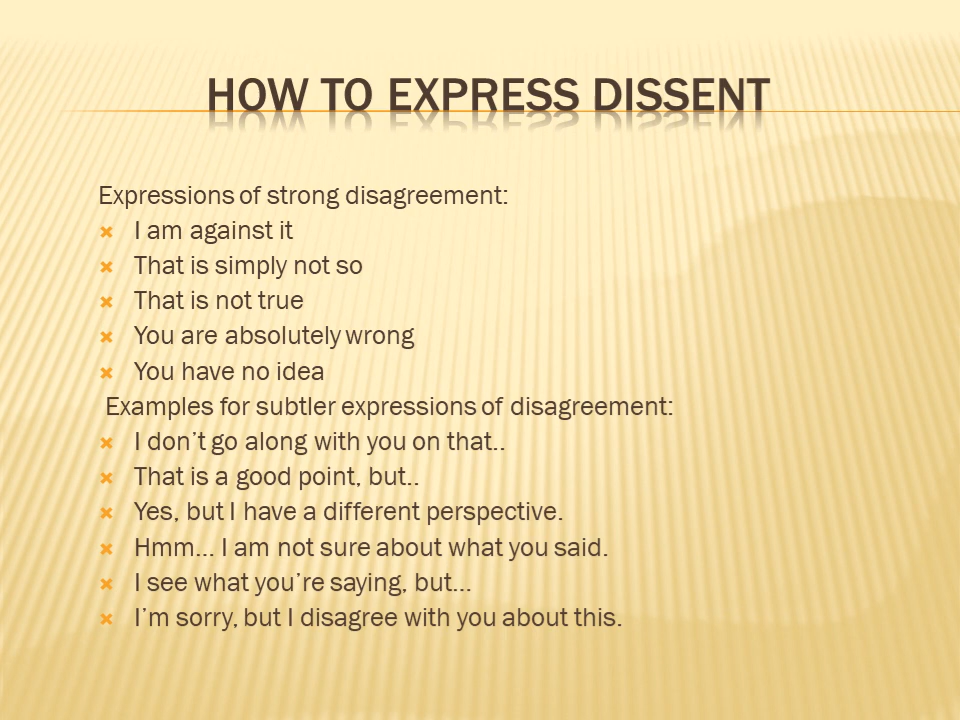 HOW TO EXPRESS DISSENT
Expressions of strong disagreement:
I am against it
That is simply not so
That is not true
You are absolutely wrong
You have no idea
Examples for subtler expressions of disagreement:
I don’t go along with you on that..
That is a good point, but..
Yes, but I have a different perspective.
Hmm… I am not sure about what you said.
I see what you’re saying, but…
I’m sorry, but I disagree with you about this.